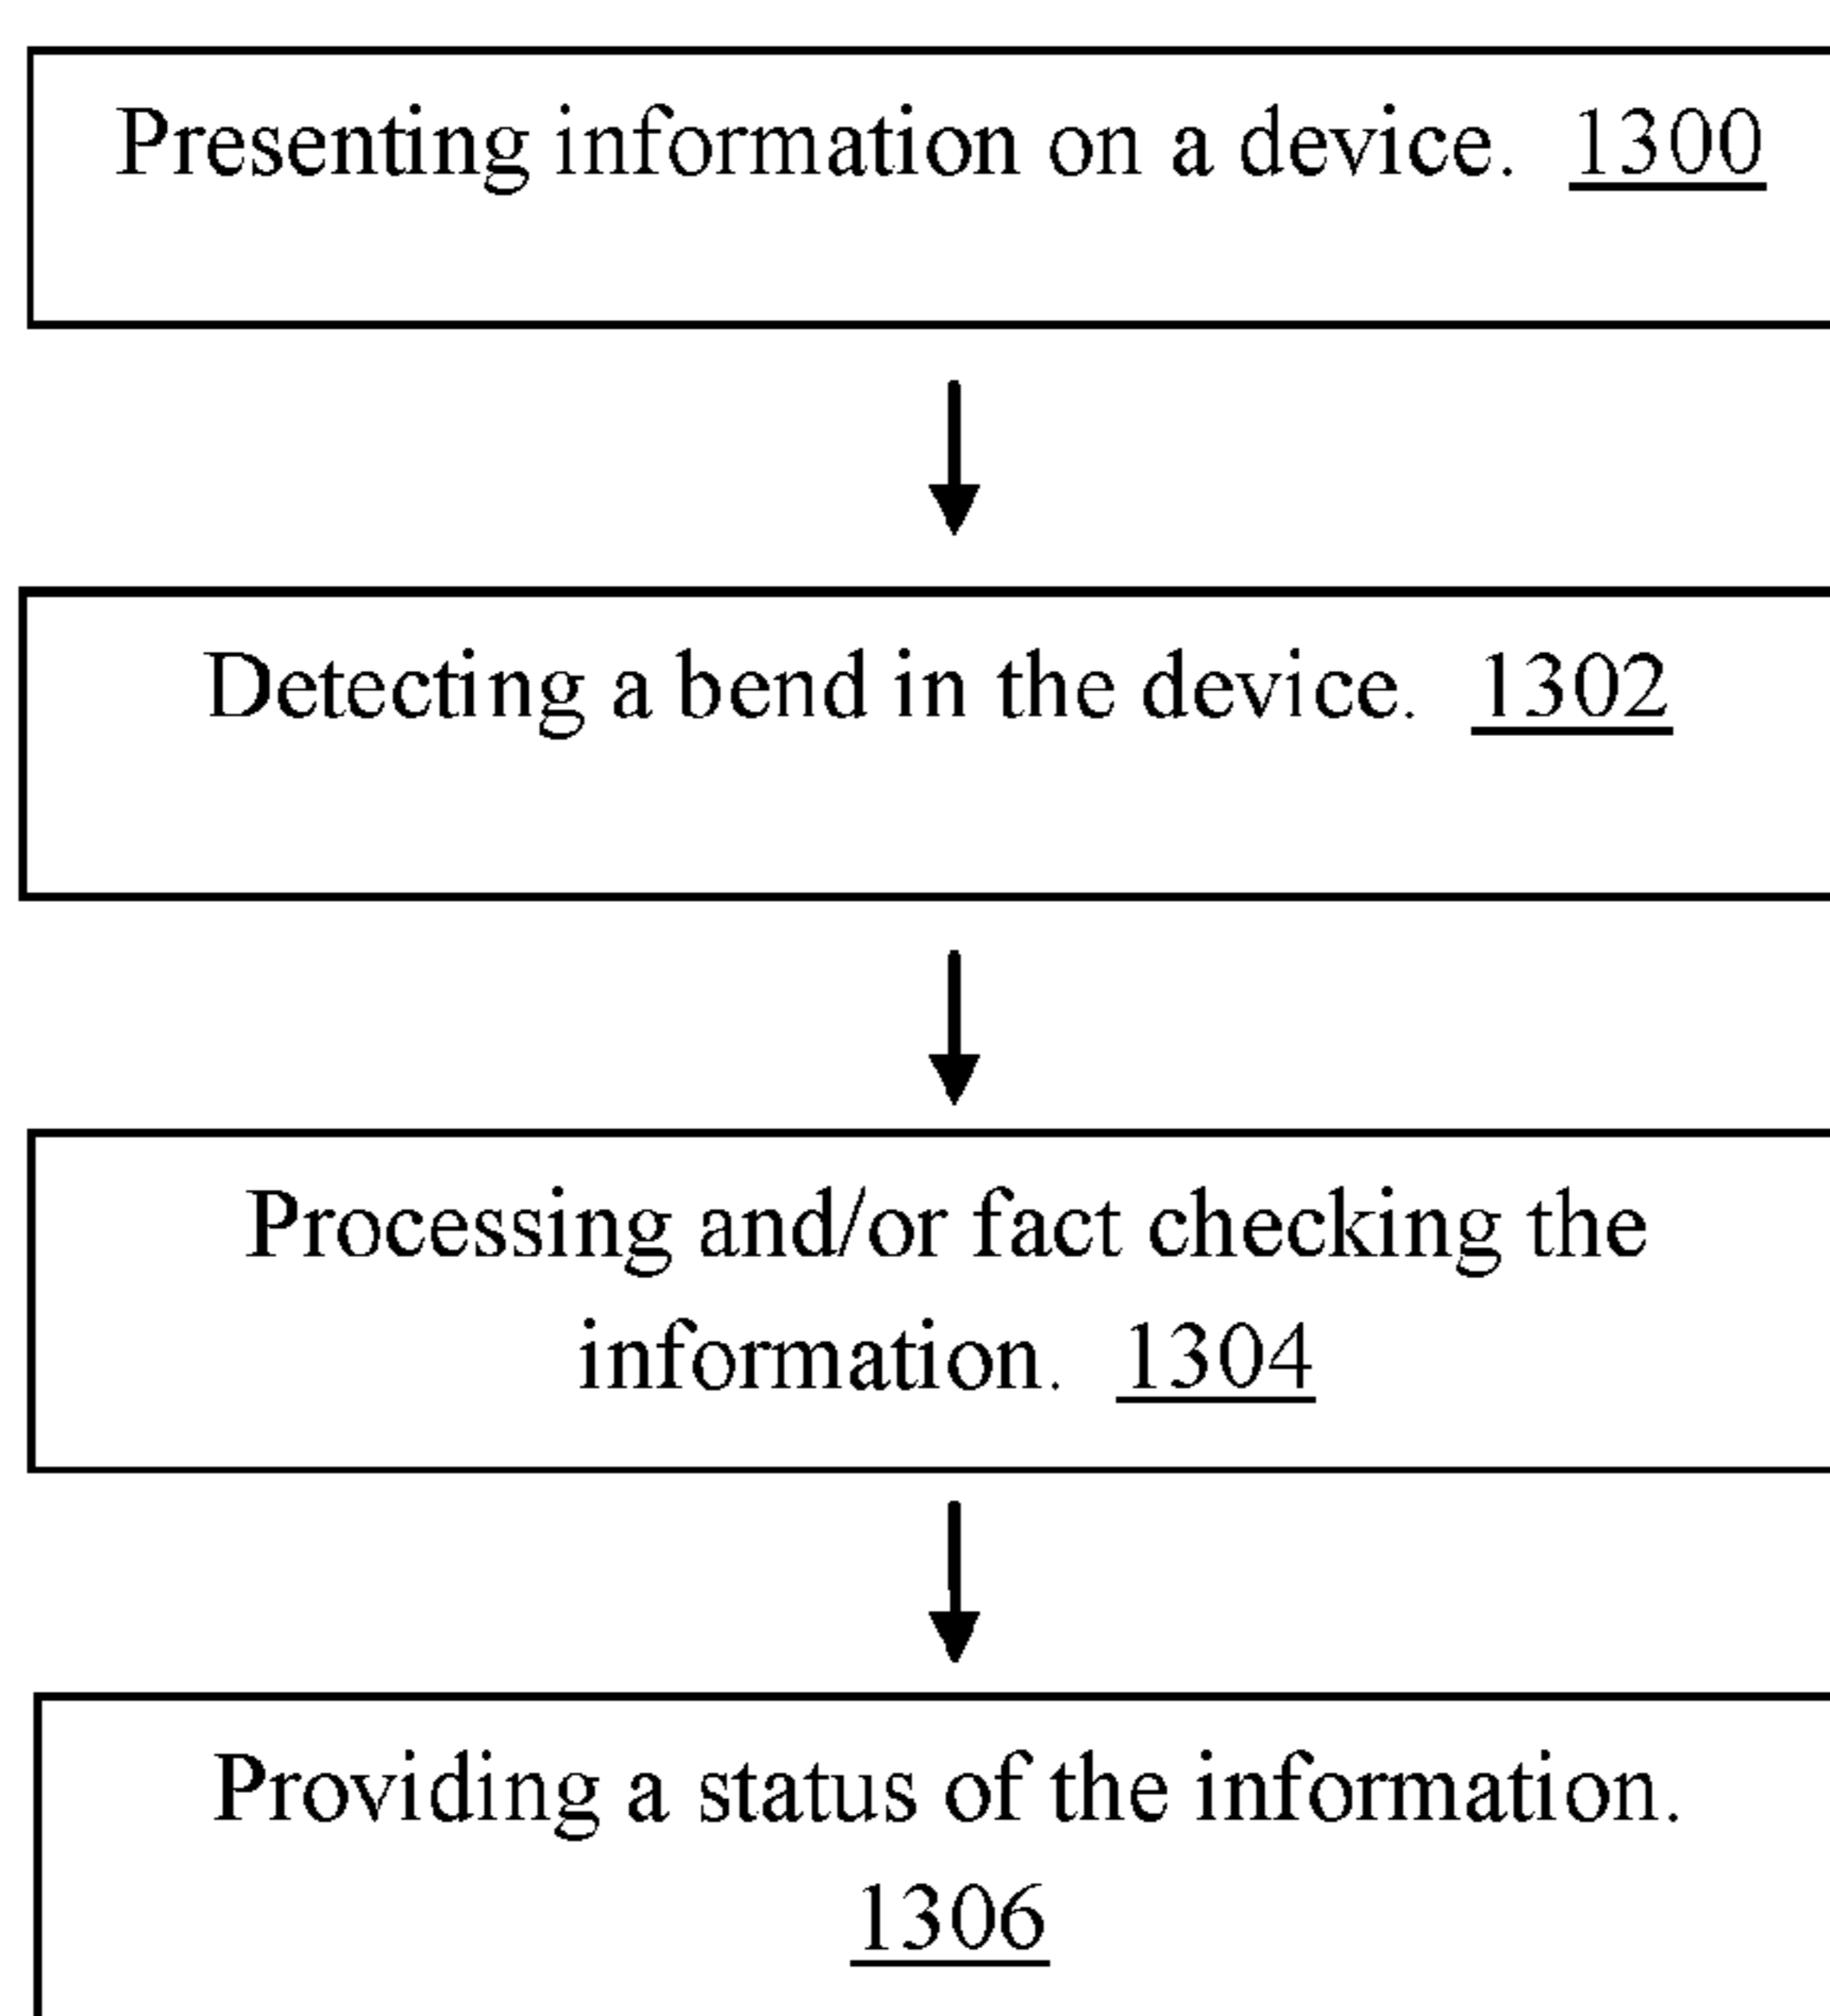 Presenting information on a device. 1300
Detecting a bend in the device. 1302
Processing and/or fact checking the
information. 1304
Providing a status of the information.
1306